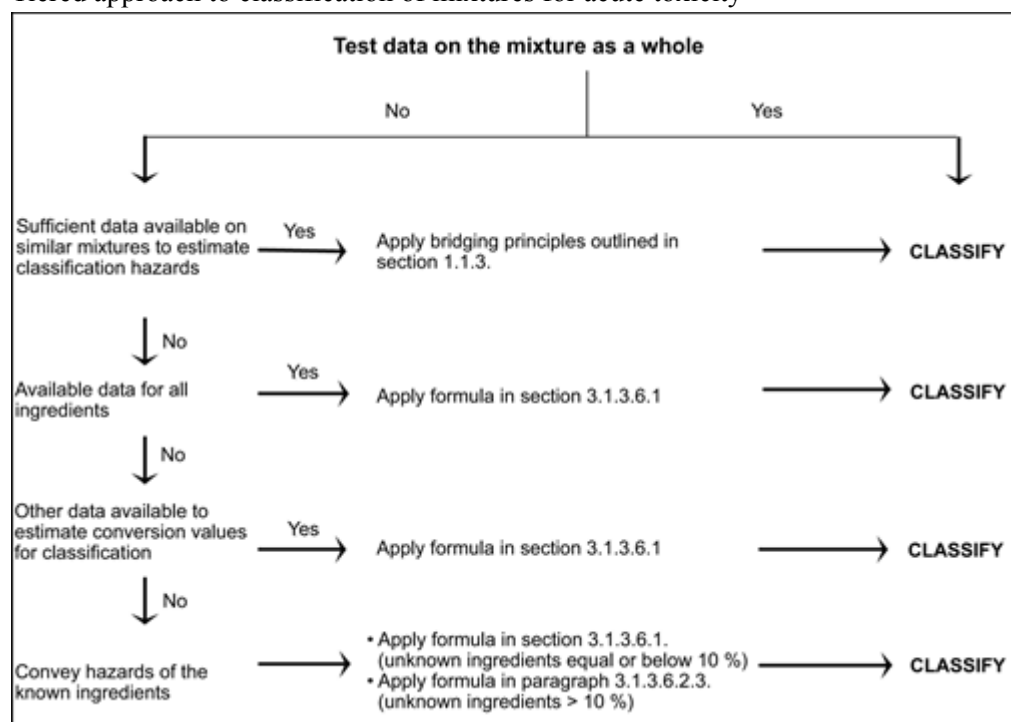 Tiered approach to classification of mixtures for acute toxicity
Test data on the mixture as a whole
No
Yes
Sufficient data available on
similar mixtures to estimate
classification hazards
Yes
Apply bridging principles outlined in
section 1.1.3.
CLASSIFY
No
Available data for all
ingredients
Yes
Apply formula in section 3.1.3.6.1
CLASSIFY
No
Other data available to
estimate conversion values
for classification
Yes
Apply formula in section 3.1.3.6.1
CLASSIFY
No
Convey hazards of the
known ingredients
• Apply formula in section 3.1.3.6.1.
(unknown ingredients equal or below 10 %)
• Apply formula in paragraph 3.1.3.6.2.3.
(unknown ingredients > 10 %)
CLASSIFY